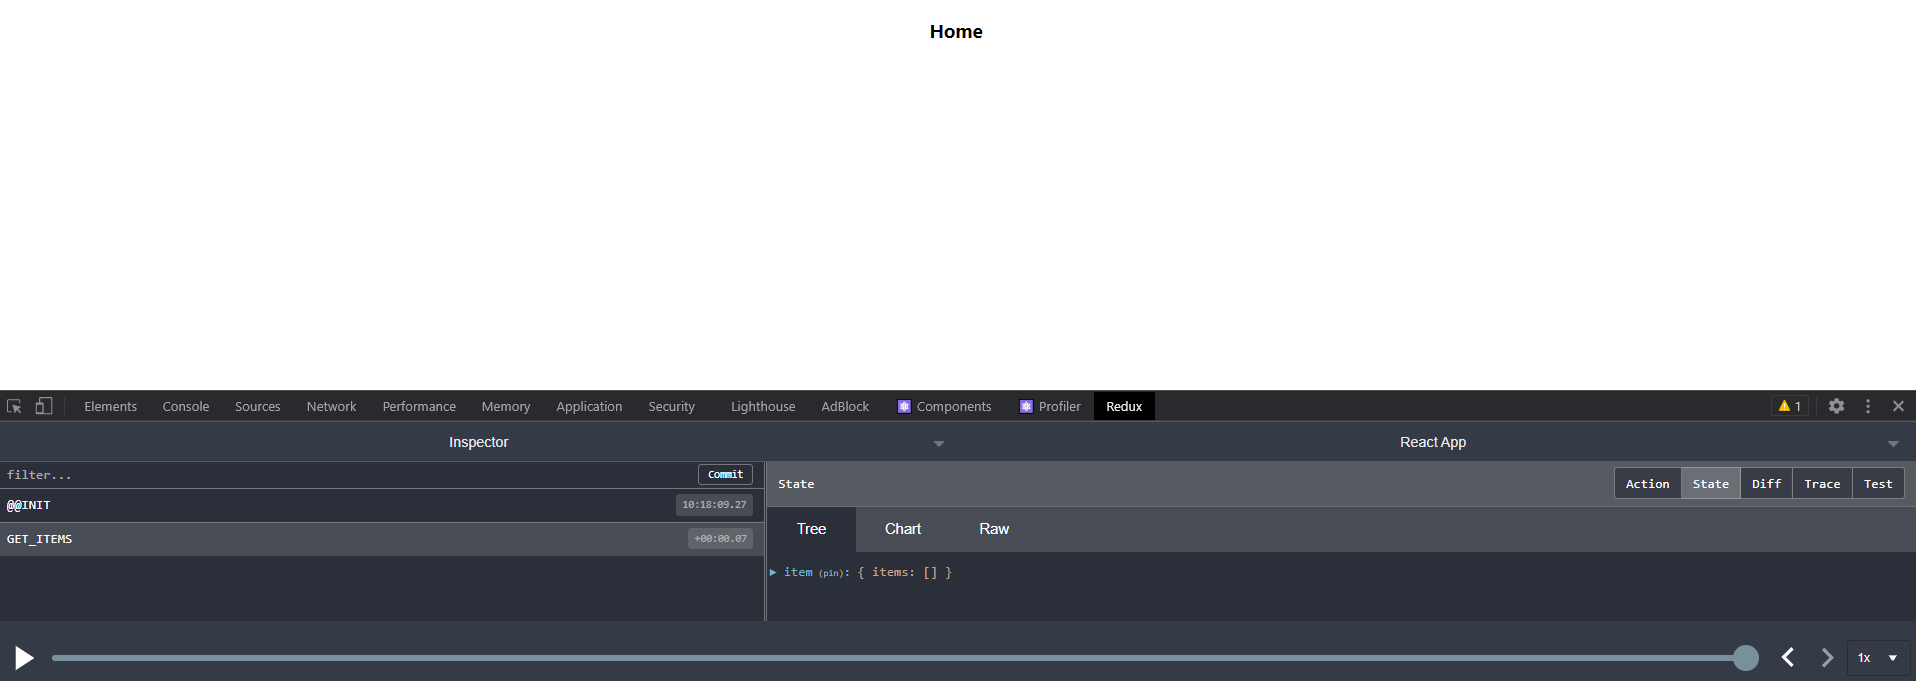 Home
Elements Console Sources Network Performance Memory Application Security Lighthouse AdBlock Components Profiler Redux 1
Inspector React App
filter... Commit
State Action State Diff Trace Test
@@INIT 10:18:09.27
Tree Chart Raw
GET_ITEMS +00:00.07
item (pin): { items: [] }
1x